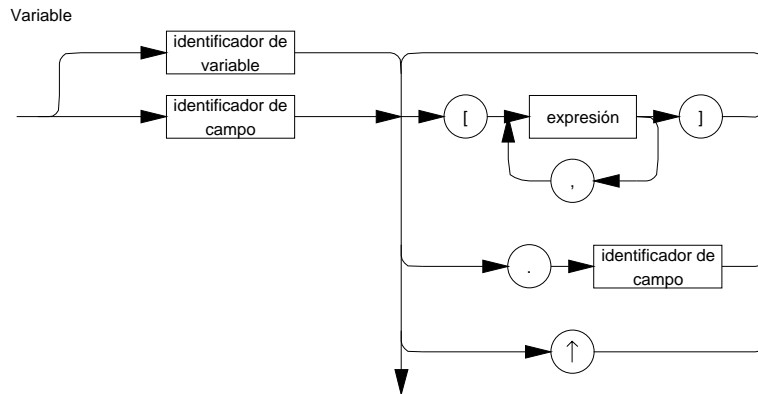 Variable
identificador de
variable
identificador de
campo
[
expresión
]
,
.
identificador de
campo
↑